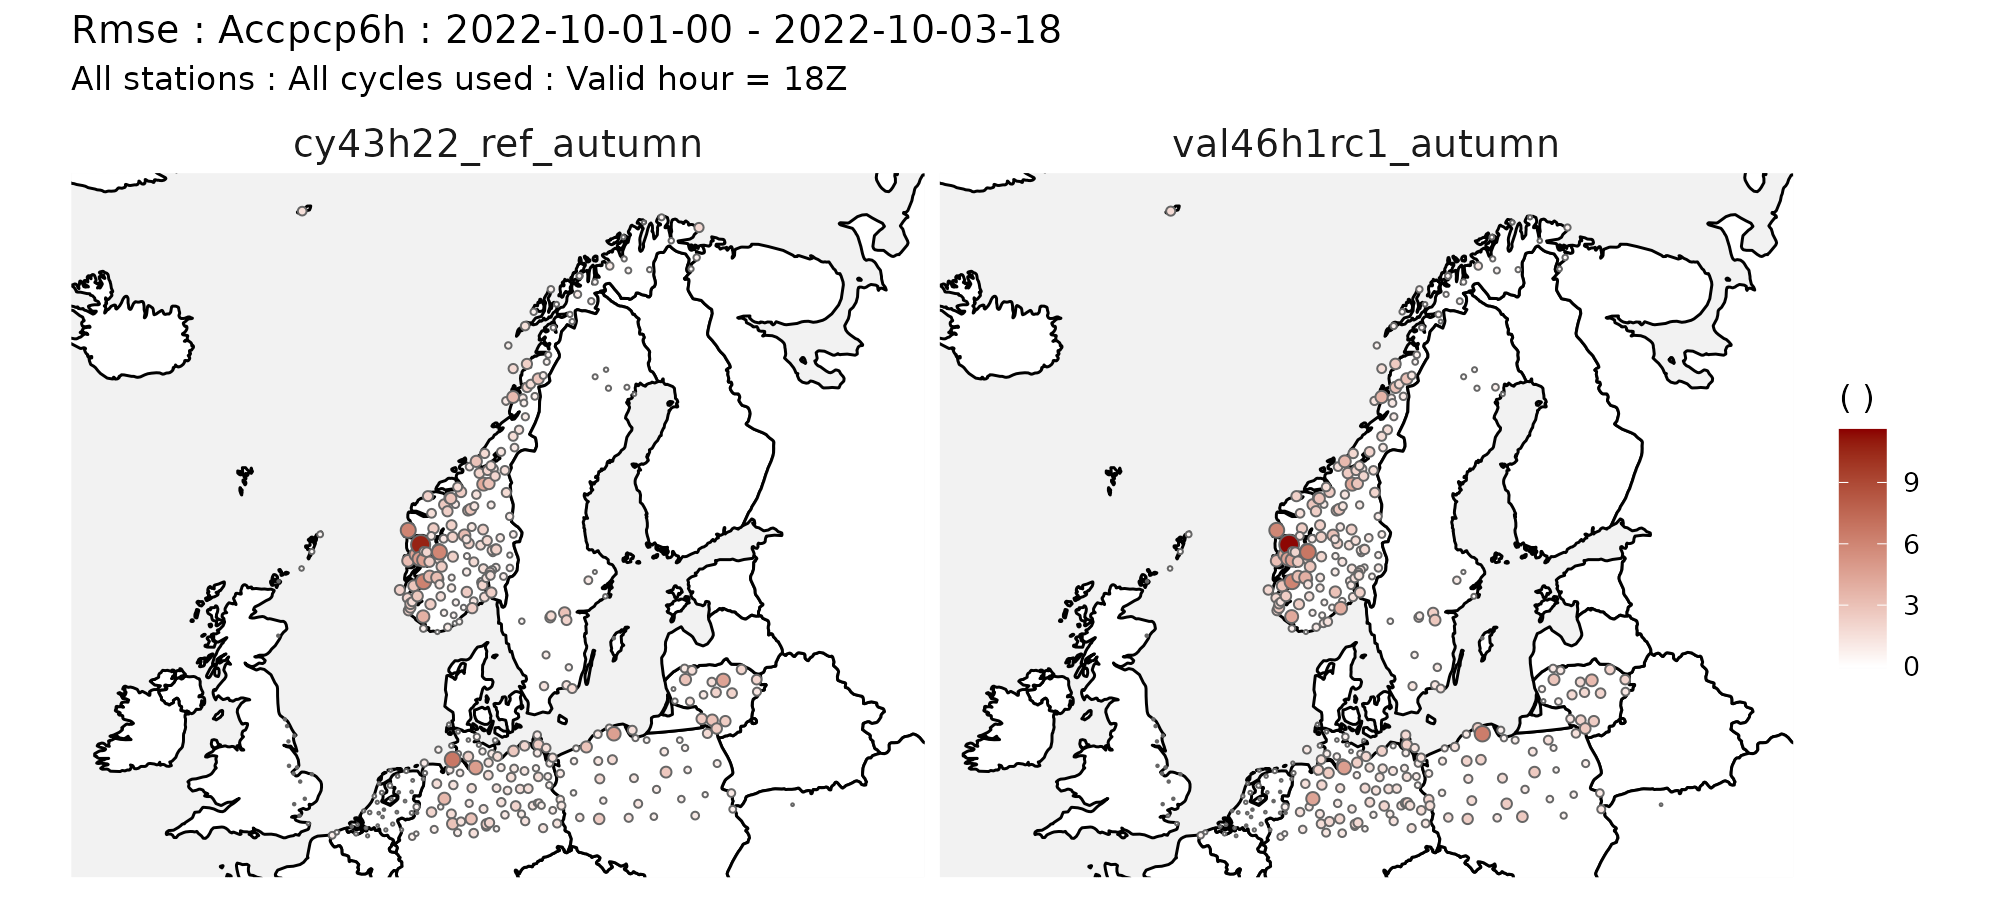 Rmse : Accpcp6h : 2022-10-01-00 - 2022-10-03-18
All stations : All cycles used : Valid hour = 18Z
cy43h22_ref_autumn
val46h1rc1_autumn
( )
9
6
3
0